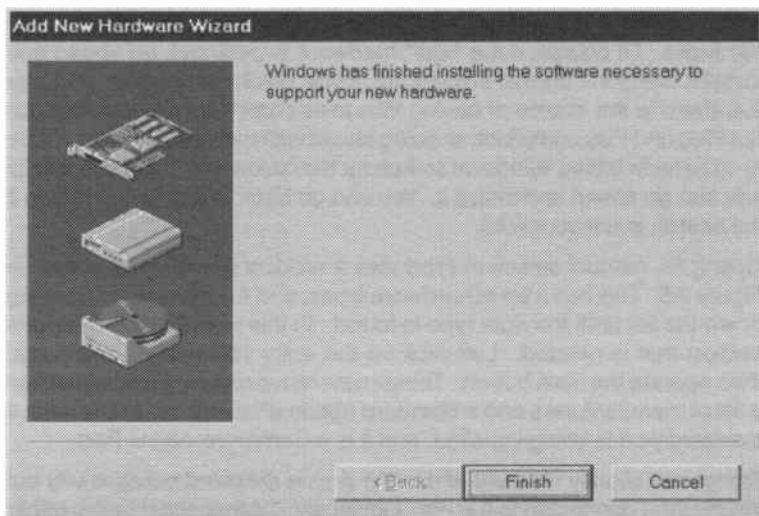 Add New Hardware Wizard
Windows has finished installing the software necessary to
support your new hardware.
< Back
Finish
Cancel